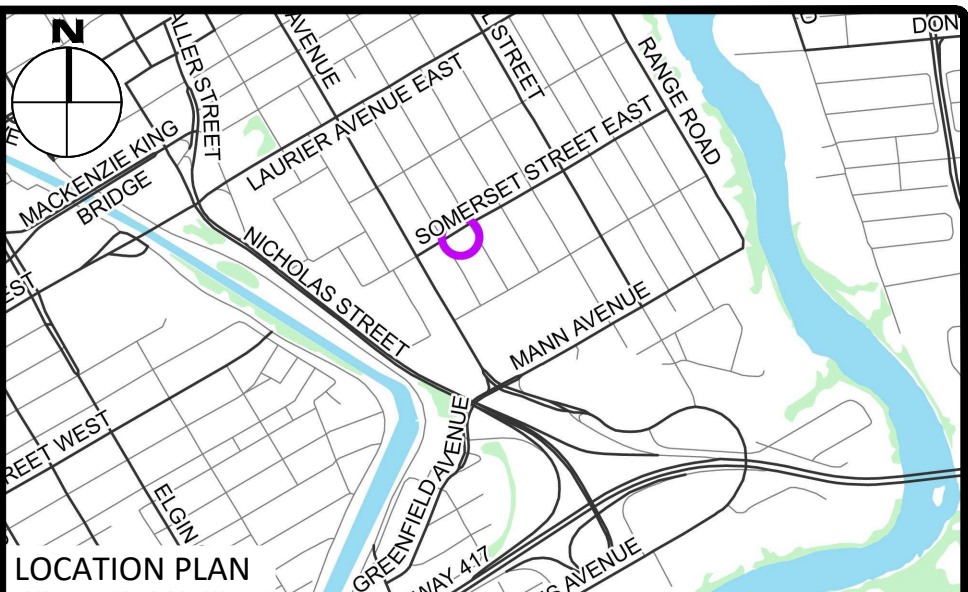 N
ALLER STREET
AVENUE
L STREET
RANGE ROAD
DON
LAURIER AVENUE EAST
MACKENZIE KING
BRIDGE
SOMERSET STREET EAST
EST
NICHOLAS STREET
MANN AVENUE
REET WEST
ELGIN
GREENFIELD AVENUE
WAY 417
S AVENUE
LOCATION PLAN